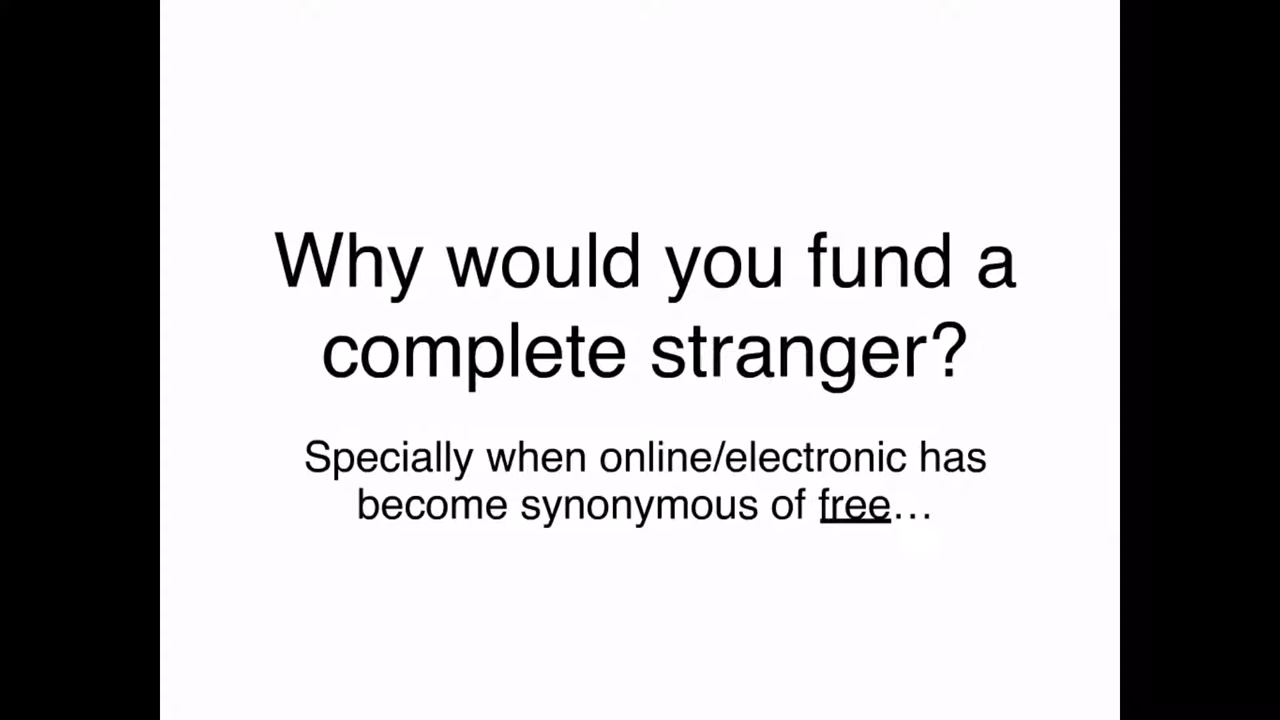 Why would you fund a
complete stranger?
Specially when online/electronic has
become synonymous of free…